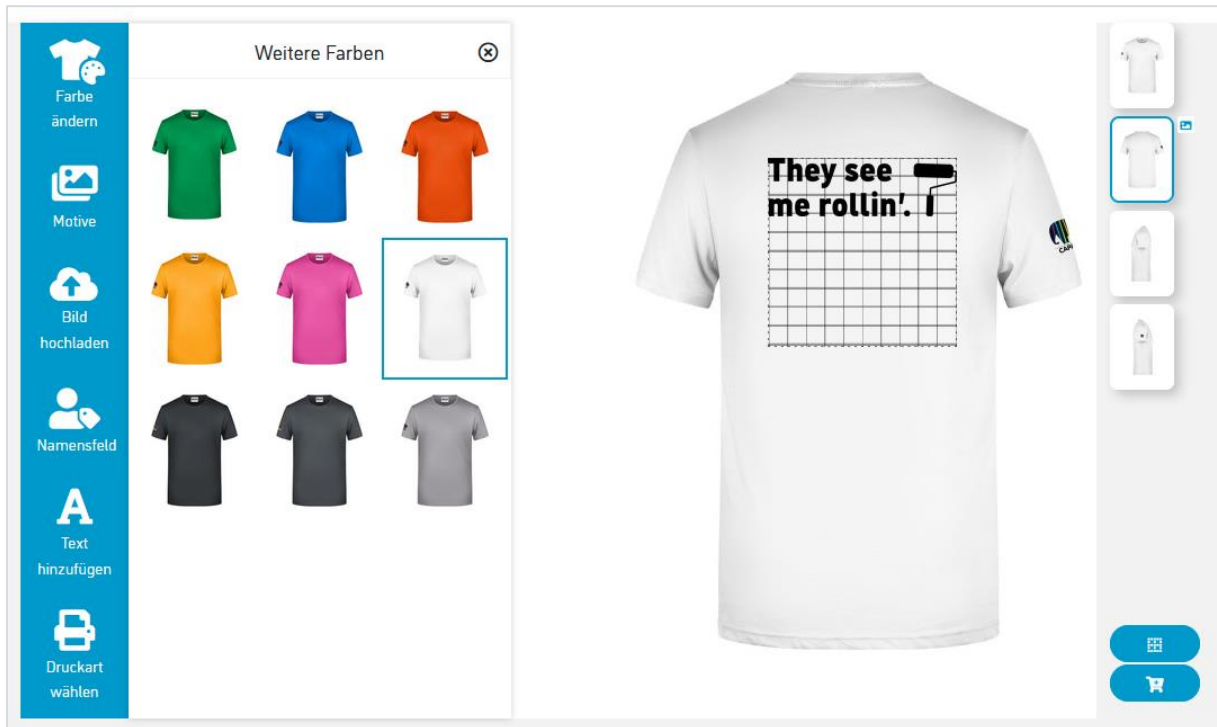 Farbe
ändern
Motive
Bild
hochladen
Namensfeld
Text
hinzufügen
Druckart
wählen
Weitere Farben
They see
me rollin'.